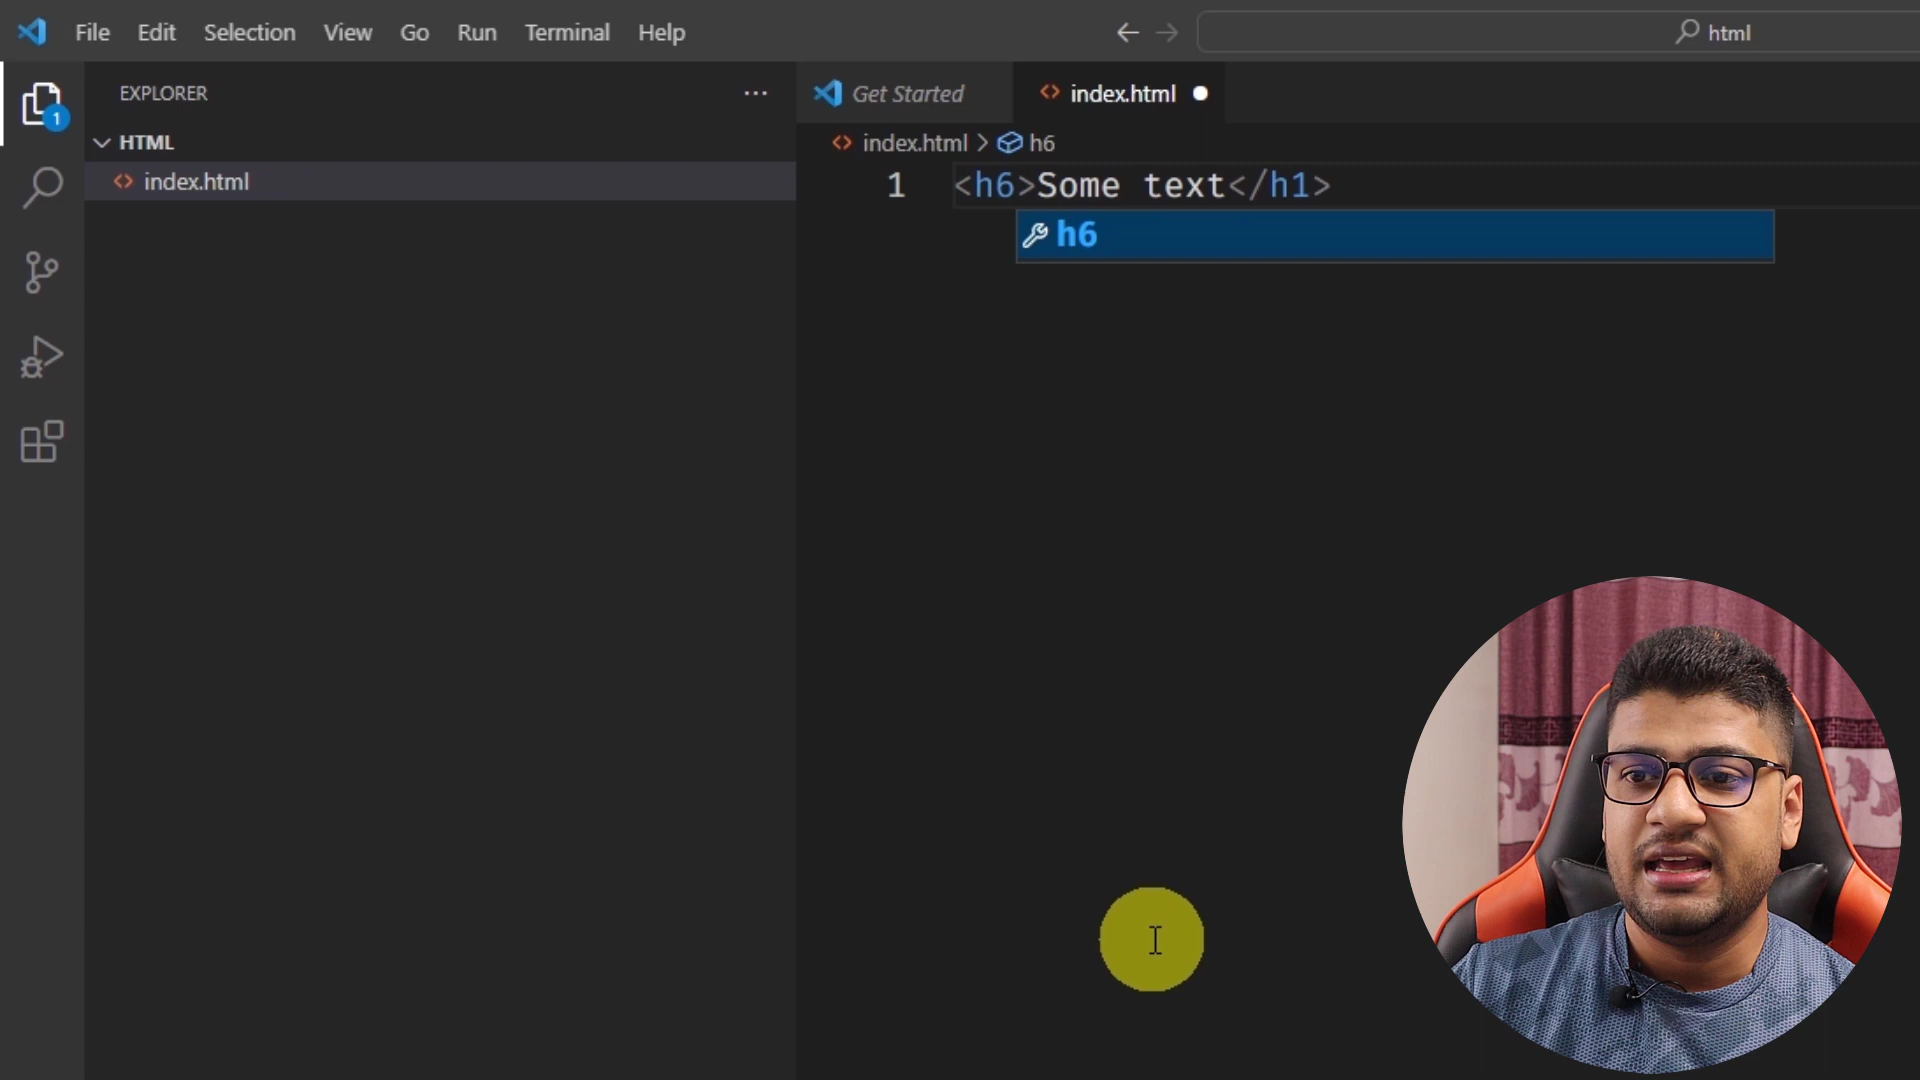 File Edit Selection View Go Run Terminal Help
html
EXPLORER
Get Started
index.html
1
HTML
index.html > h6
index.html
1 <h6>Some text</h1>
h6